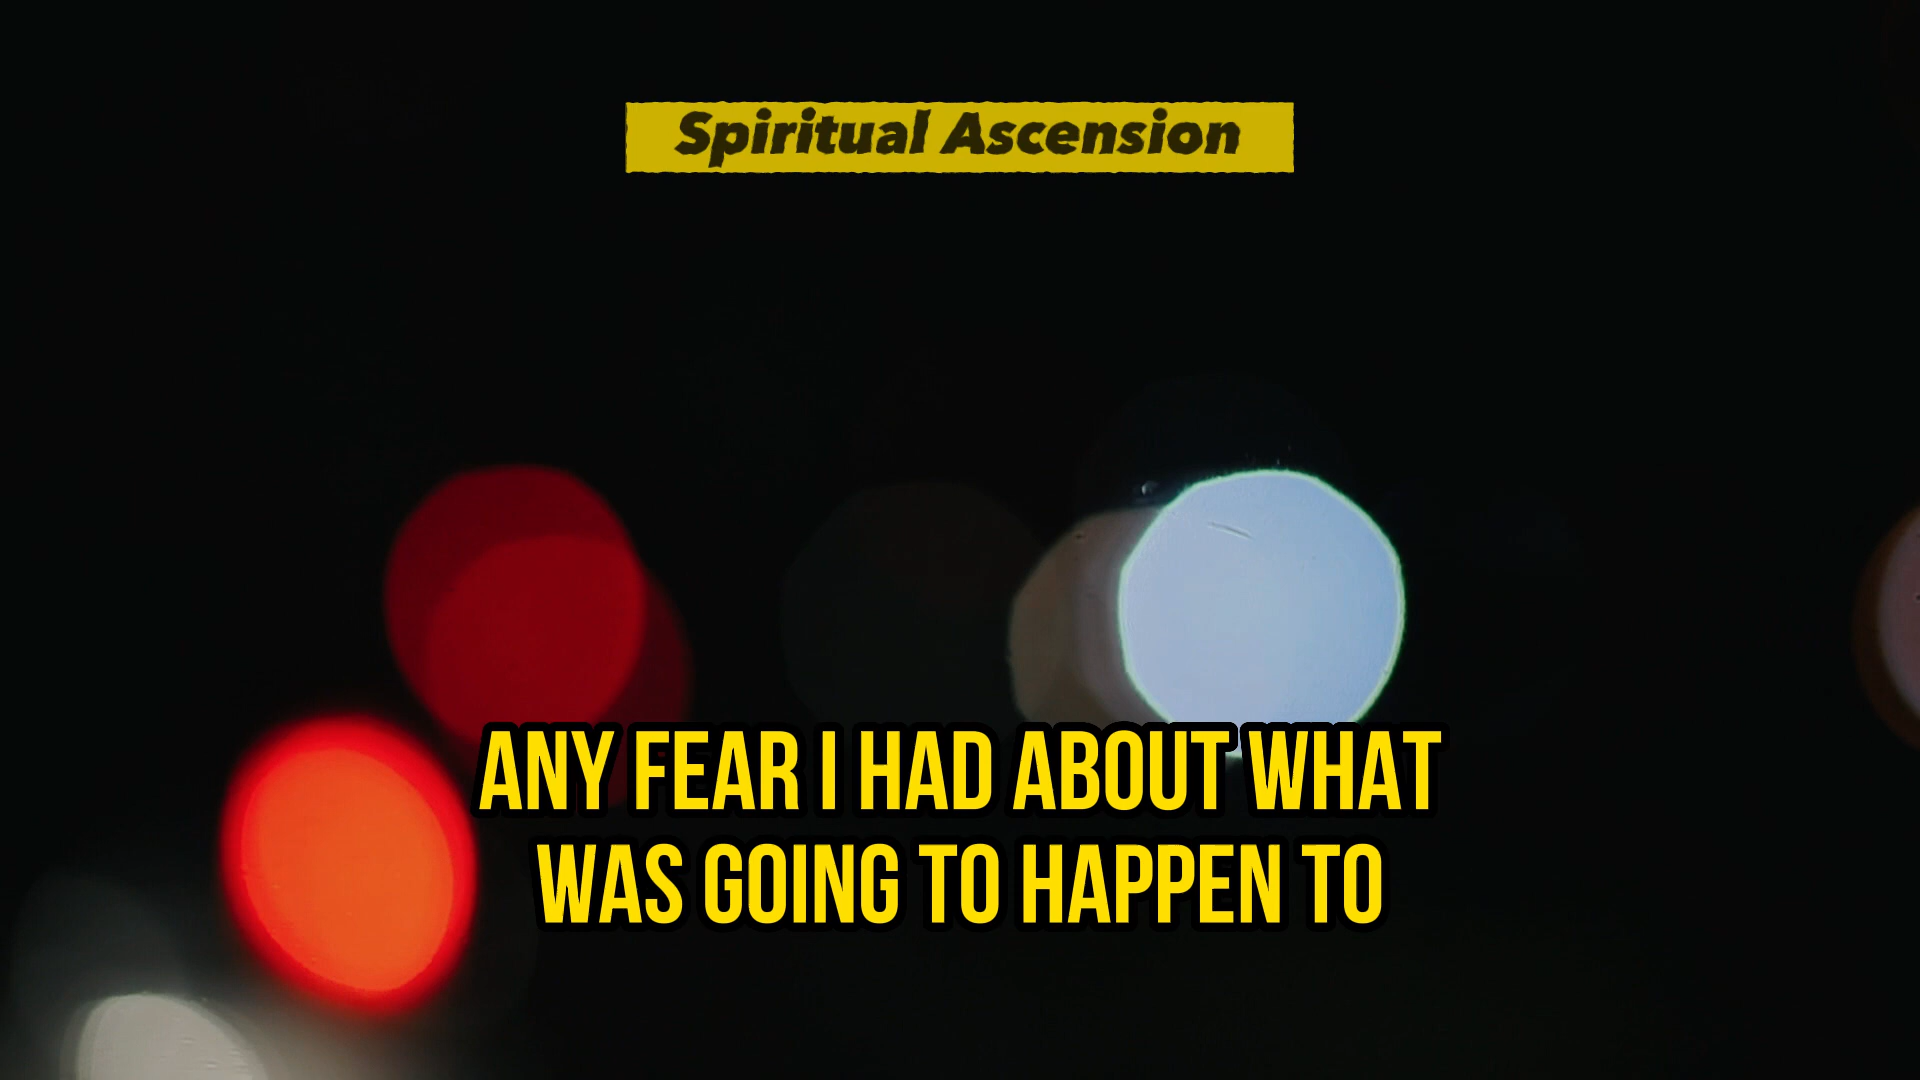 Spiritual Ascension
ANY FEAR I HAD ABOUT WHAT
WAS GOING TO HAPPEN TO